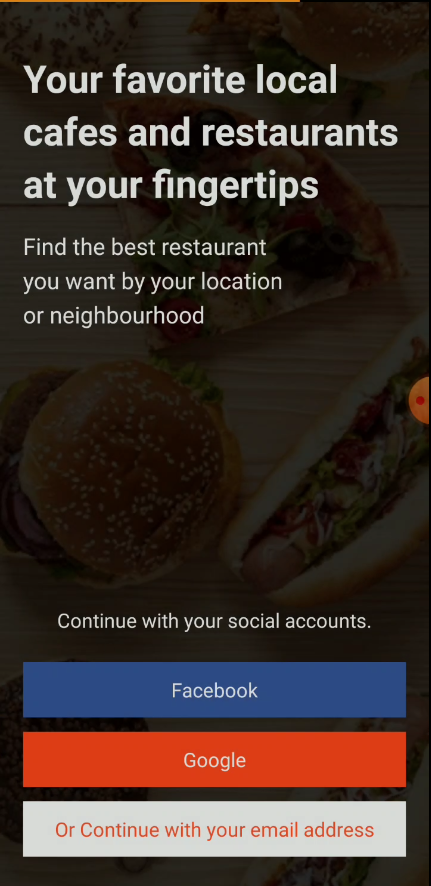 Your favorite local
cafes and restaurants
at your fingertips
Find the best restaurant
you want by your location
or neighbourhood
Continue with your social accounts.
Facebook
Google
Or Continue with your email address